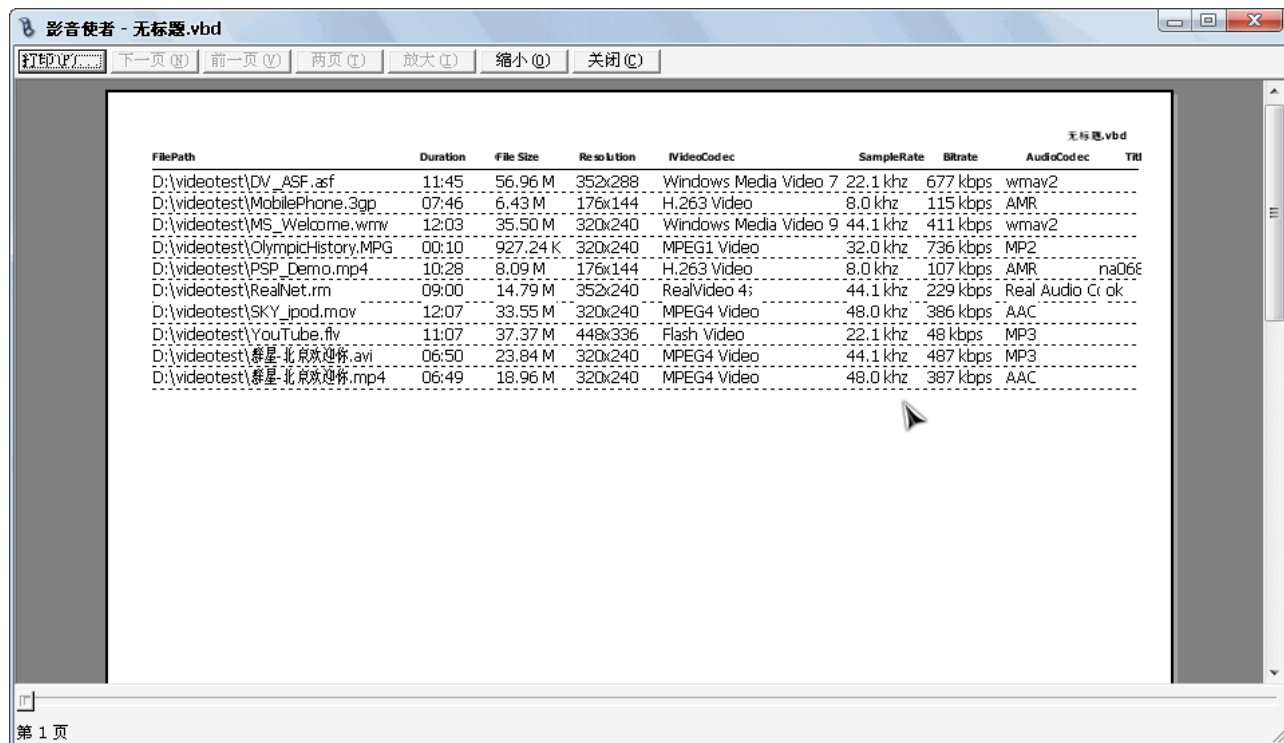 影音使者 - 无标题.vbd
打印(P)... 下一页(N) 前一页(V) 两页(T) 放大(I) 缩小(O) 关闭(C)
无标题.vbd
FilePath Duration File Size Resolution VideoCodec SampleRate Bitrate AudioCodec Titl
D:\videotest\DV_ASF.asf 11:45 56.96 M 352x288 Windows Media Video 7 22.1 khz 677 kbps wmav2
D:\videotest\MobilePhone.3gp 07:46 6.43 M 176x144 H.263 Video 8.0 khz 115 kbps AMR
D:\videotest\MS_Welcome.wmv 12:03 35.50 M 320x240 Windows Media Video 9 44.1 khz 411 kbps wmav2
D:\videotest\OlympicHistory.MPG 00:10 927.24 K 320x240 MPEG1 Video 32.0 khz 736 kbps MP2
D:\videotest\PSP_Demo.mp4 10:28 8.09 M 176x144 H.263 Video 8.0 khz 107 kbps AMR na068
D:\videotest\RealNet.rm 09:00 14.79 M 352x240 RealVideo 4 44.1 khz 229 kbps Real Audio Cook
D:\videotest\SKY_ipod.mov 12:07 33.55 M 320x240 MPEG4 Video 48.0 khz 386 kbps AAC
D:\videotest\YouTube.flv 11:07 37.37 M 448x336 Flash Video 22.1 khz 48 kbps MP3
D:\videotest\群星-北京欢迎你.avi 06:50 23.84 M 320x240 MPEG4 Video 44.1 khz 487 kbps MP3
D:\videotest\群星-北京欢迎你.mp4 06:49 18.96 M 320x240 MPEG4 Video 48.0 khz 387 kbps AAC
第 1 页